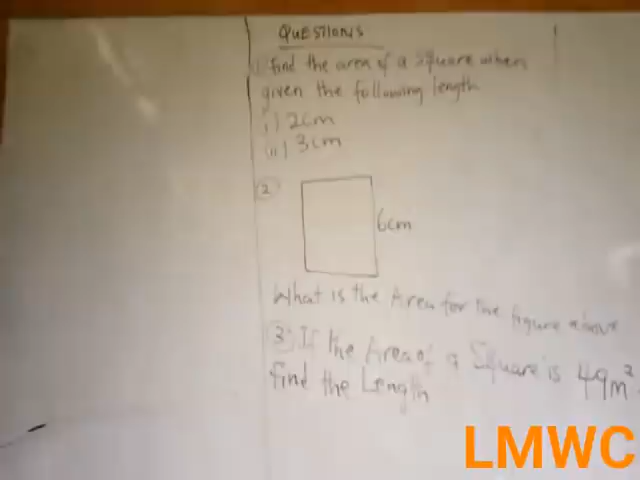 QUESTIONS
1) find the area of a square when
given the following length
i) 2cm
ii) 3cm
2
6cm
What is the Area for the figure above
3 If the Area of a Square is 49m²
find the Length
LMWC